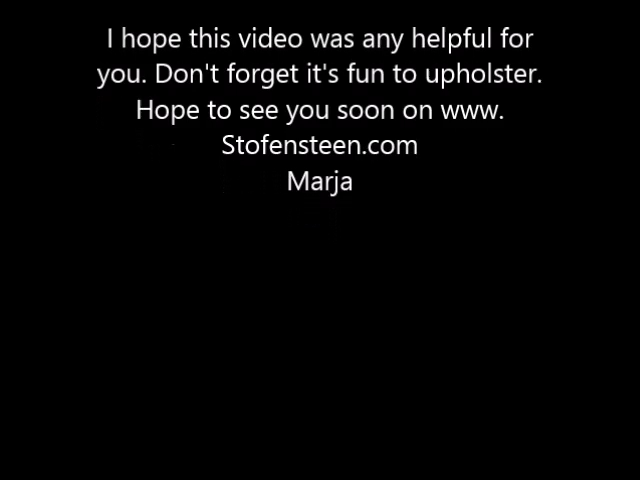 I hope this video was any helpful for
you. Don't forget it's fun to upholster.
Hope to see you soon on www.
Stofensteen.com
Marja